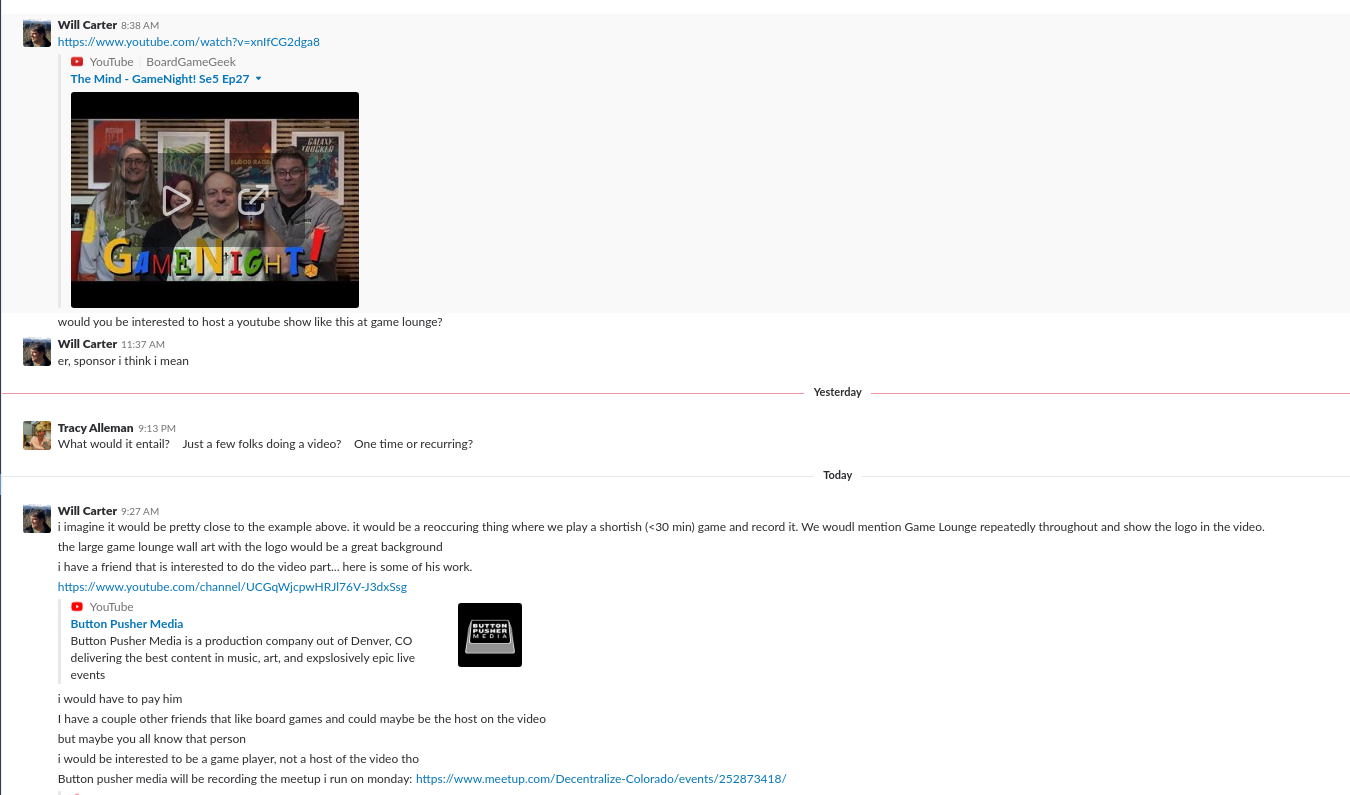 Will Carter 8:38 AM
https://www.youtube.com/watch?v=xnIfCG2dga8
YouTube BoardGameGeek
The Mind - GameNight! Se5 Ep27
GALAXY TRUCKER
BLOOD RAGE
GAMENIGHT!
would you be interested to host a youtube show like this at game lounge?
Will Carter 11:37 AM
er, sponsor i think i mean
Yesterday
Tracy Alleman 9:13 PM
What would it entail? Just a few folks doing a video? One time or recurring?
Today
Will Carter 9:27 AM
i imagine it would be pretty close to the example above. it would be a reoccuring thing where we play a shortish (<30 min) game and record it. We woudl mention Game Lounge repeatedly throughout and show the logo in the video.
the large game lounge wall art with the logo would be a great background
i have a friend that is interested to do the video part... here is some of his work.
https://www.youtube.com/channel/UCGqWjcpwHRJl76V-J3dxSsg
YouTube
Button Pusher Media
BUTTON
PUSHER
MEDIA
Button Pusher Media is a production company out of Denver, CO
delivering the best content in music, art, and expslosively epic live
events
i would have to pay him
I have a couple other friends that like board games and could maybe be the host on the video
but maybe you all know that person
i would be interested to be a game player, not a host of the video tho
Button pusher media will be recording the meetup i run on monday: https://www.meetup.com/Decentralize-Colorado/events/252873418/